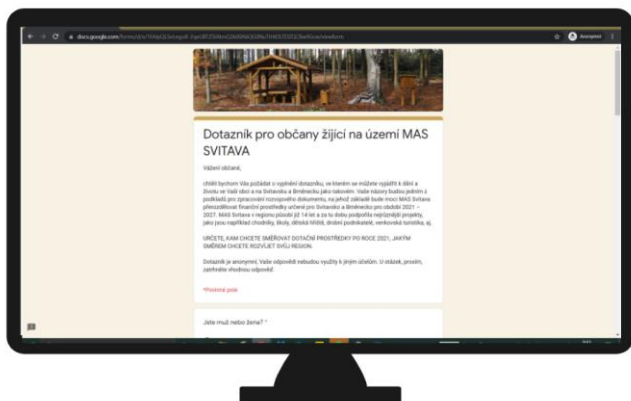 docs.google.com
Anonymní
Dotazník pro občany žijící na území MAS
SVITAVA
Vážení občané,
chtěli bychom Vás požádat o vyplnění dotazníku, ve kterém se můžete vyjádřit k dění a
životu ve Vaší obci a na Svitavsku a Brněnecku jako takovém. Vaše názory budou jedním z
podkladů pro zpracování rozvojového dokumentu, na jehož základě bude moci MAS Svitava
přerozdělovat finanční prostředky určené pro Svitavsko a Brněnecko pro období 2021 –
2027. MAS Svitava v regionu působí již 14 let a za tu dobu podpořila nejrůznější projekty,
jako jsou například chodníky, školy, dětská hřiště, drobní podnikatelé, venkovská turistika, aj.
URČETE, KAM CHCETE SMĚŘOVAT DOTAČNÍ PROSTŘEDKY PO ROCE 2021, JAKÝM
SMĚREM CHCETE ROZVÍJET SVŮJ REGION.
Dotazník je anonymní, Vaše odpovědi nebudou využity k jiným účelům. U otázek, prosím,
zatrhněte vhodnou odpověď.
*Povinné pole
Jste muž nebo žena? *